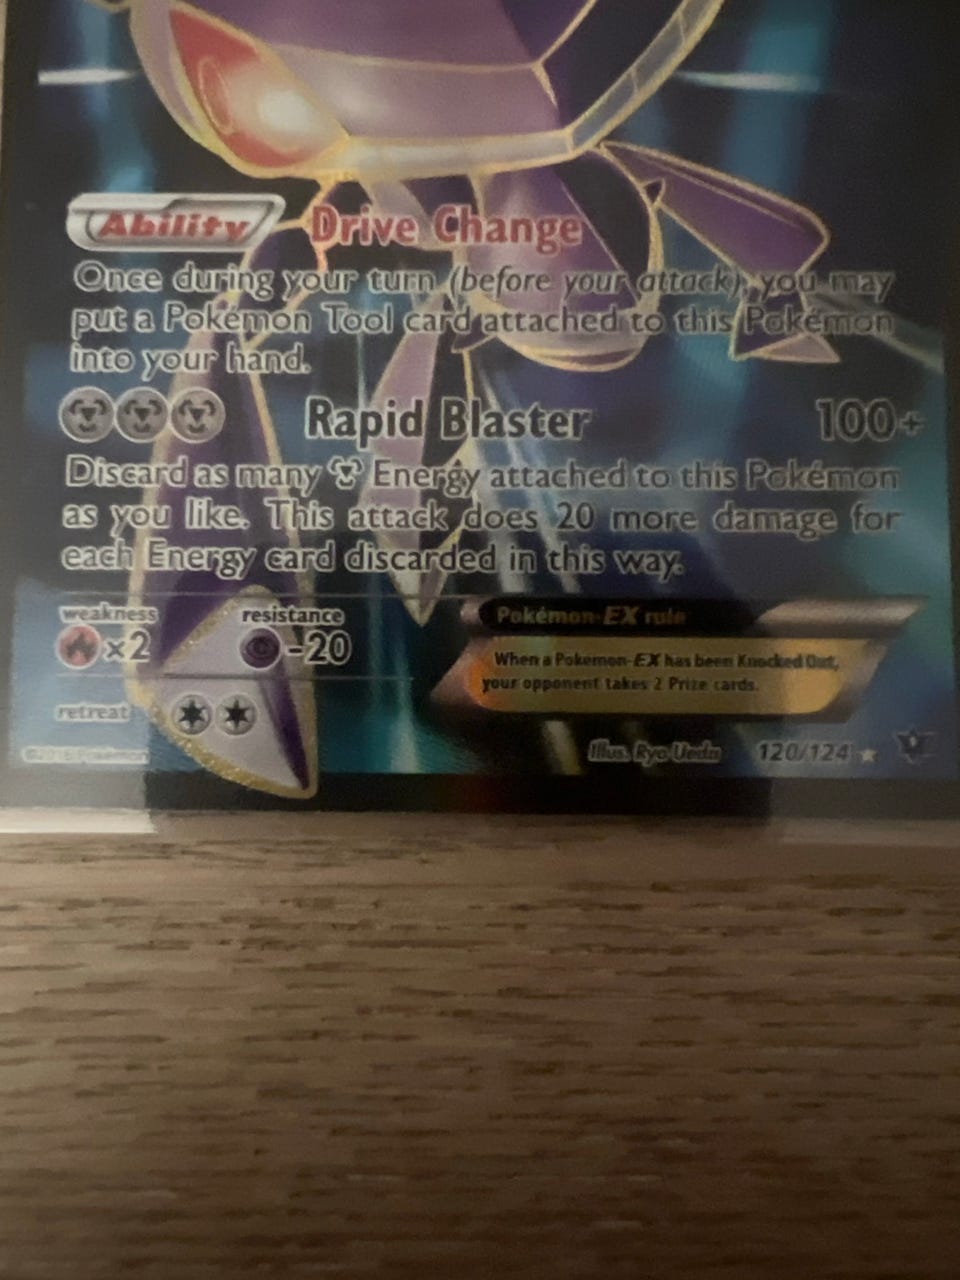 Ability Drive Change
Once during your turn (before your attack), you may
put a Pokémon Tool card attached to this Pokémon
into your hand.
Rapid Blaster 100+
Discard as many Energy attached to this Pokémon
as you like. This attack does 20 more damage for
each Energy card discarded in this way.
weakness resistance
×2 -20
Pokémon-EX rule
When a Pokémon-EX has been Knocked Out,
your opponent takes 2 Prize cards.
retreat
©2016 Pokémon
Illus. Ryo Ueda 120/124